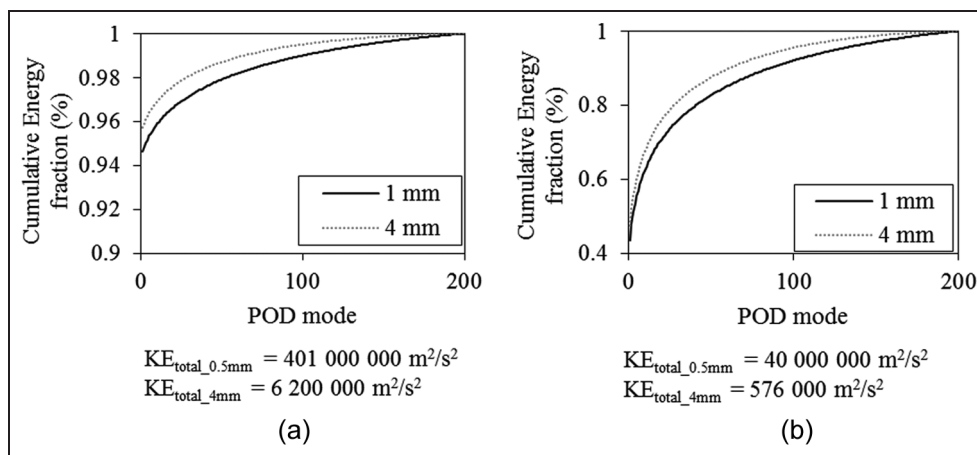 Cumulative Energy
fraction (%)
1
0.98
0.96
0.94
0.92
0.9
1 mm
4 mm
0
100
200
POD mode
KEtotal_0.5mm = 401 000 000 m²/s²
KEtotal_4mm = 6 200 000 m²/s²
(a)
Cumulative Energy
fraction (%)
1
0.8
0.6
0.4
1 mm
4 mm
0
100
200
POD mode
KEtotal_0.5mm = 40 000 000 m²/s²
KEtotal_4mm = 576 000 m²/s²
(b)